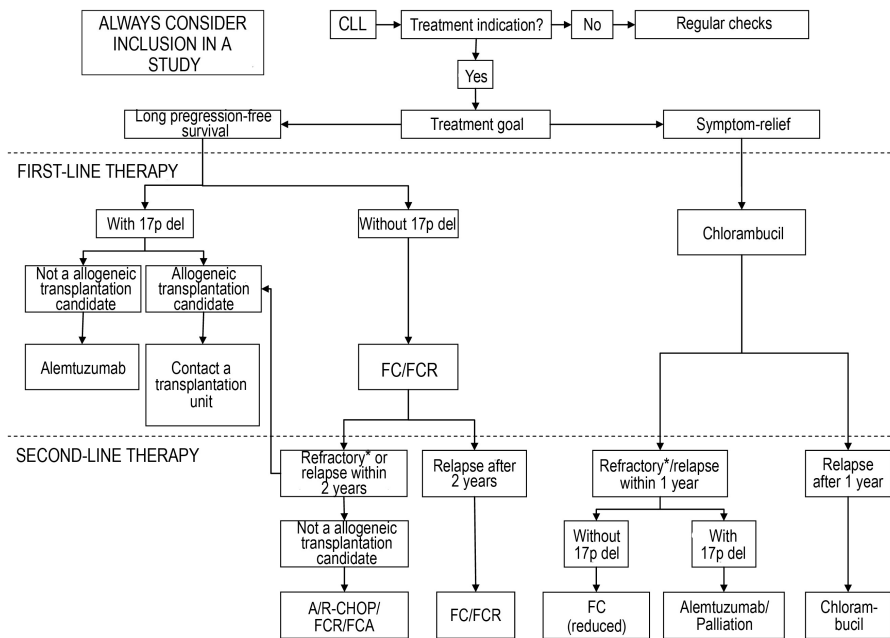 ALWAYS CONSIDER
INCLUSION IN A
STUDY
CLL
Treatment indication?
No
Regular checks
Yes
Long pregression-free
survival
Treatment goal
Symptom-relief
FIRST-LINE THERAPY
With 17p del
Without 17p del
Chlorambucil
Not a allogeneic
transplantation
candidate
Allogeneic
transplantation
candidate
Alemtuzumab
Contact a
transplantation
unit
FC/FCR
SECOND-LINE THERAPY
Refractory* or
relapse within
2 years
Relapse after
2 years
Refractory*/relapse
within 1 year
Relapse
after 1 year
Not a allogeneic
transplantation
candidate
Without
17p del
With
17p del
A/R-CHOP/
FCR/FCA
FC/FCR
FC
(reduced)
Alemtuzumab/
Palliation
Chloram-
bucil